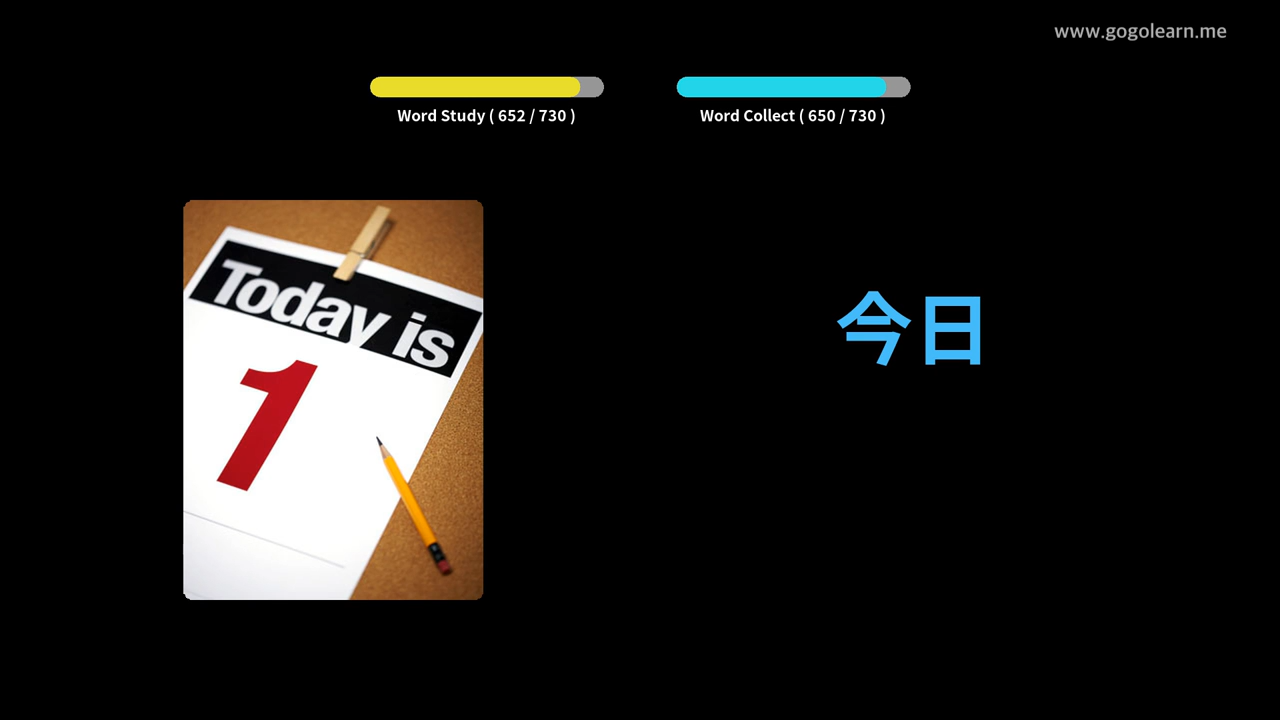 www.gogolearn.me
Word Study ( 652 / 730 )
Word Collect ( 650 / 730 )
Today is
1
今日